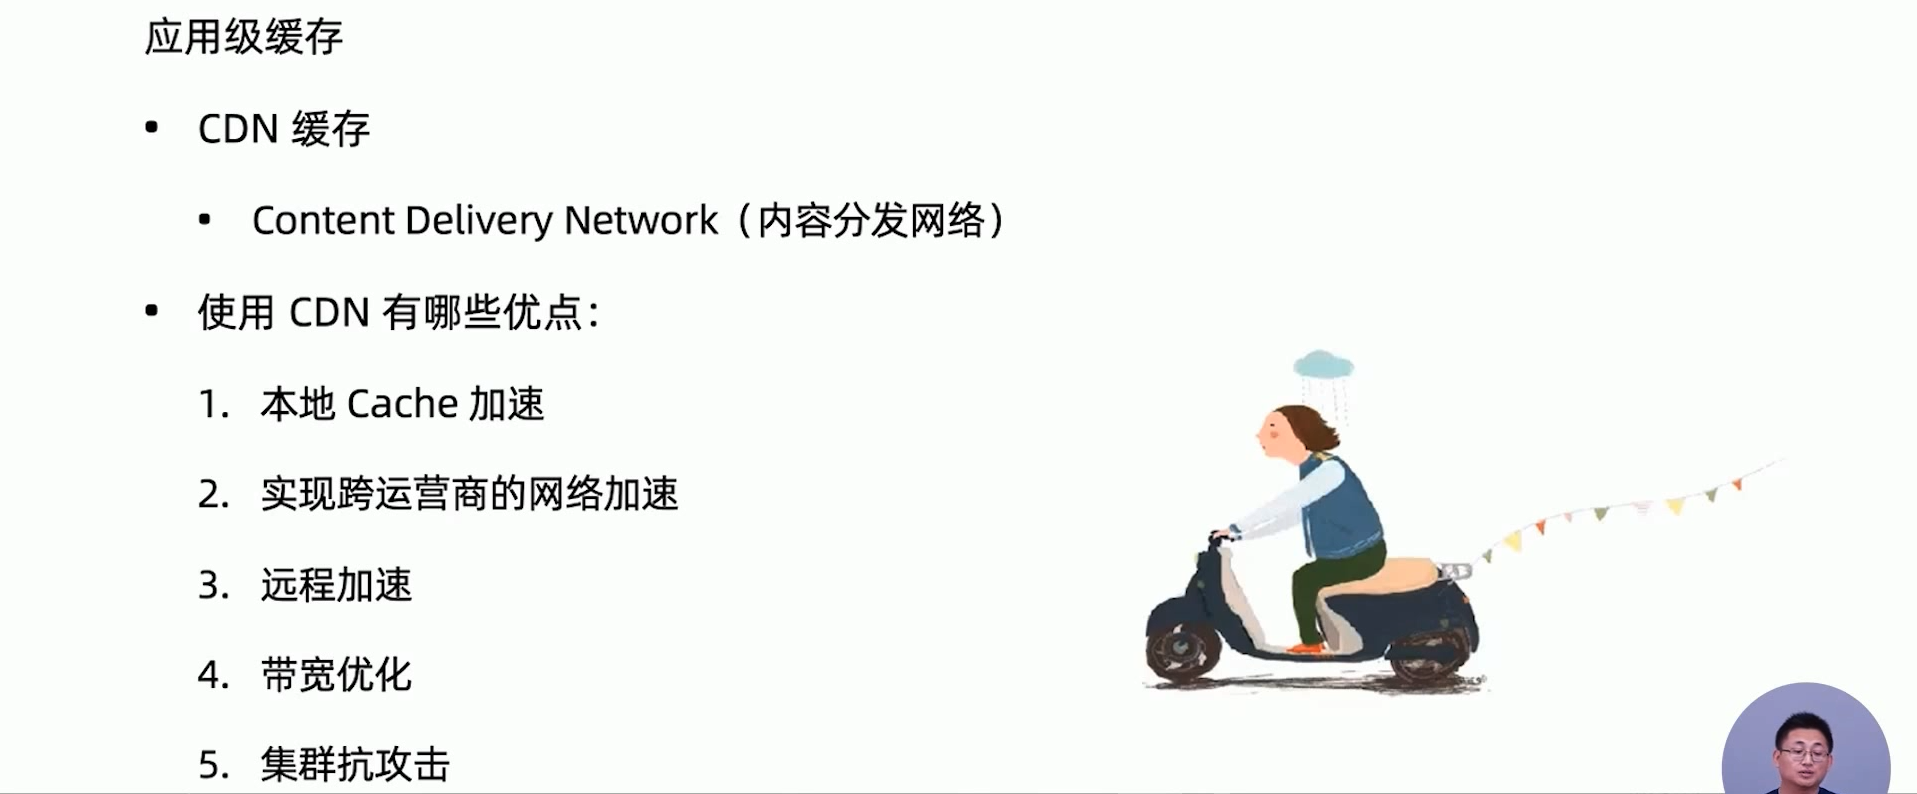 应用级缓存
• CDN 缓存
• Content Delivery Network（内容分发网络）
• 使用 CDN 有哪些优点：
1. 本地 Cache 加速
2. 实现跨运营商的网络加速
3. 远程加速
4. 带宽优化
5. 集群抗攻击